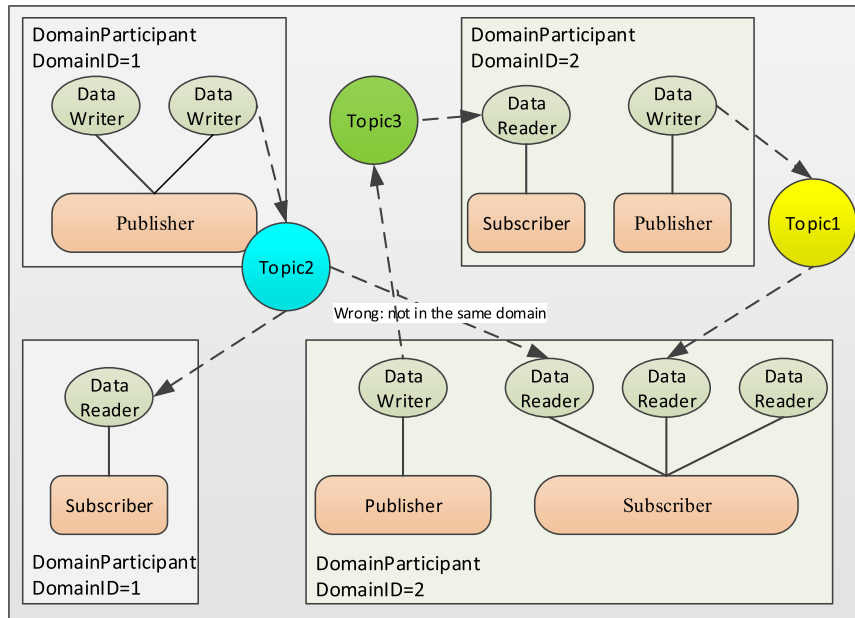 DomainParticipant
DomainID=1
Data
Writer
Data
Writer
Publisher
Topic3
DomainParticipant
DomainID=2
Data
Reader
Data
Writer
Subscriber
Publisher
Topic1
Topic2
Wrong: not in the same domain
Data
Reader
Subscriber
DomainParticipant
DomainID=1
Data
Writer
Data
Reader
Data
Reader
Data
Reader
Publisher
Subscriber
DomainParticipant
DomainID=2